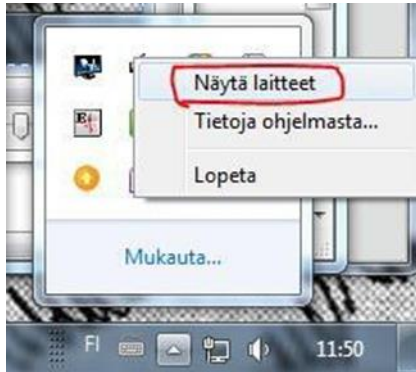 Näytä laitteet
Tietoja ohjelmasta...
Lopeta
Mukauta...
FI
11:50